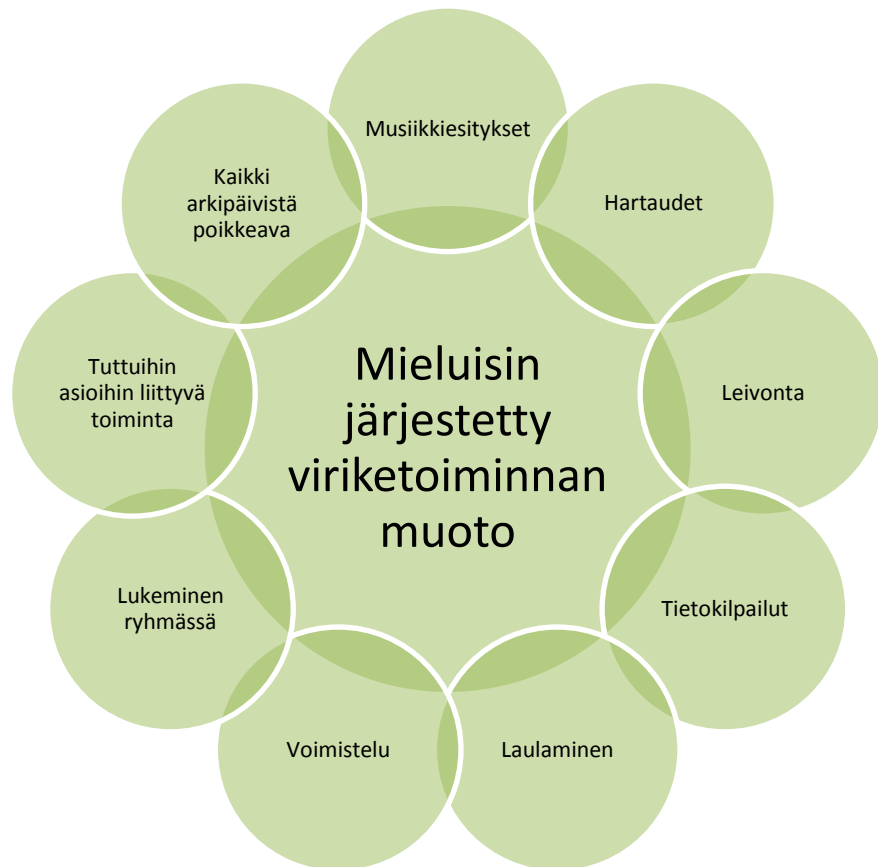 Musiikkiesitykset
Hartaudet
Leivonta
Tietokilpailut
Laulaminen
Voimistelu
Lukeminen
ryhmässä
Tuttuihin
asioihin liittyvä
toiminta
Kaikki
arkipäivistä
poikkeava
Mieluisin
järjestetty
viriketoiminnan
muoto